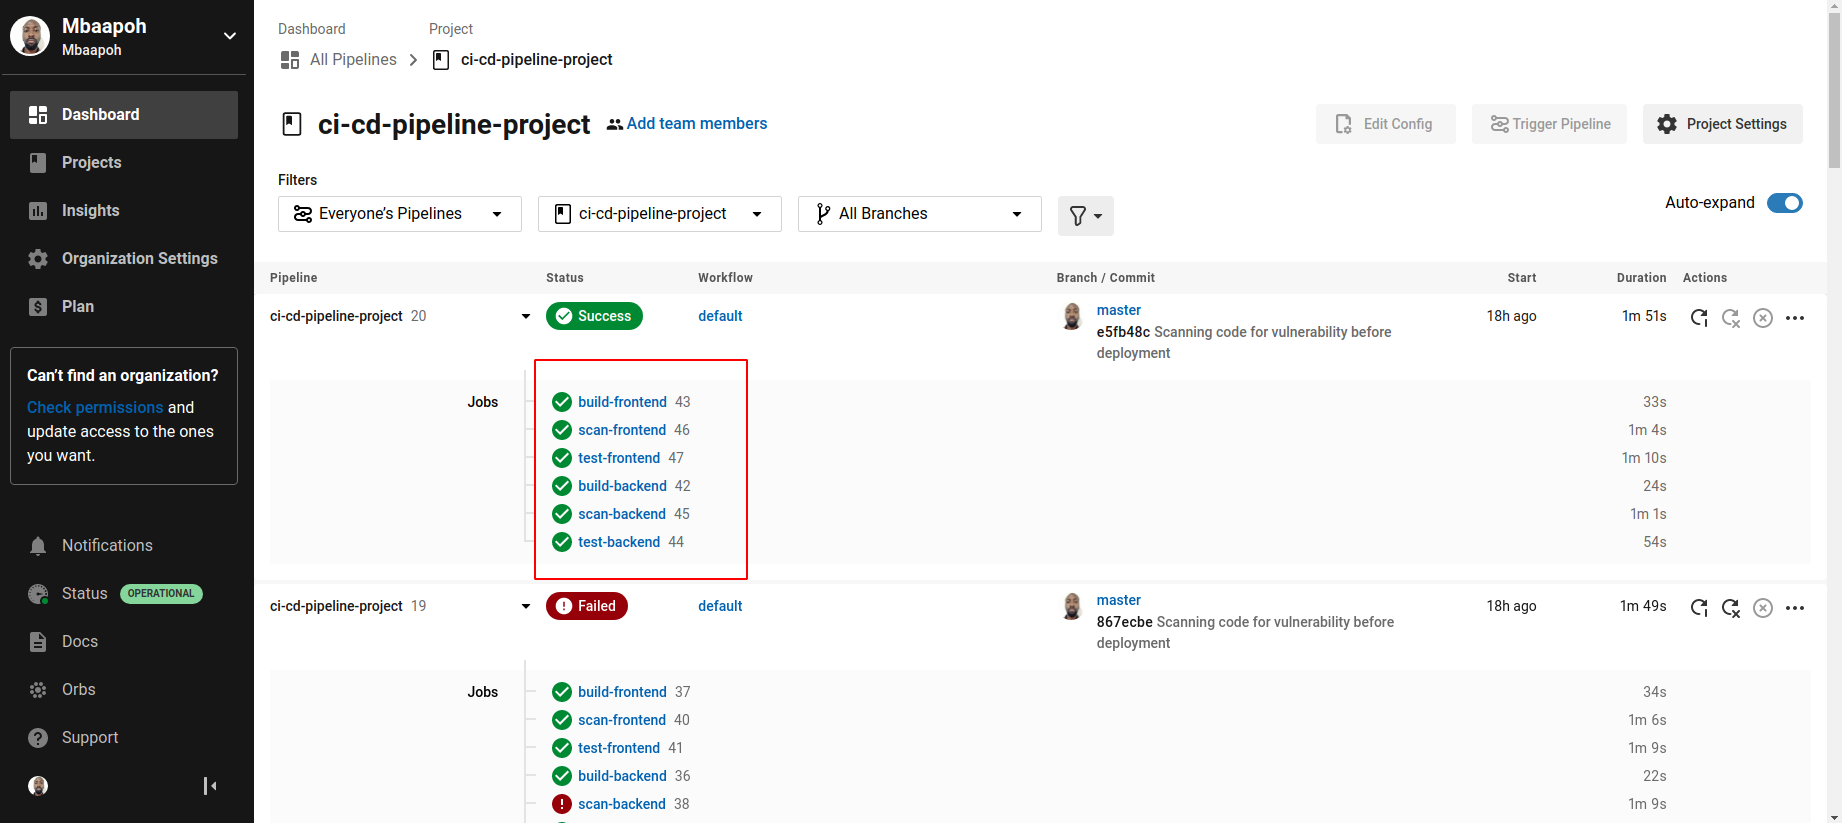 Mbaapoh
Mbaapoh
Dashboard
Projects
Insights
Organization Settings
Plan
Can't find an organization?
Check permissions and
update access to the ones
you want.
Notifications
Status OPERATIONAL
Docs
Orbs
Support
Dashboard Project
All Pipelines ci-cd-pipeline-project
ci-cd-pipeline-project Add team members
Edit Config Trigger Pipeline Project Settings
Filters
Everyone's Pipelines ci-cd-pipeline-project All Branches
Auto-expand
Pipeline Status Workflow Branch / Commit Start Duration Actions
ci-cd-pipeline-project 20 Success default master 18h ago 1m 51s
e5fb48c Scanning code for vulnerability before
deployment
Jobs build-frontend 43 33s
scan-frontend 46 1m 4s
test-frontend 47 1m 10s
build-backend 42 24s
scan-backend 45 1m 1s
test-backend 44 54s
ci-cd-pipeline-project 19 Failed default master 18h ago 1m 49s
867ecbe Scanning code for vulnerability before
deployment
Jobs build-frontend 37 34s
scan-frontend 40 1m 6s
test-frontend 41 1m 9s
build-backend 36 22s
scan-backend 38 1m 9s